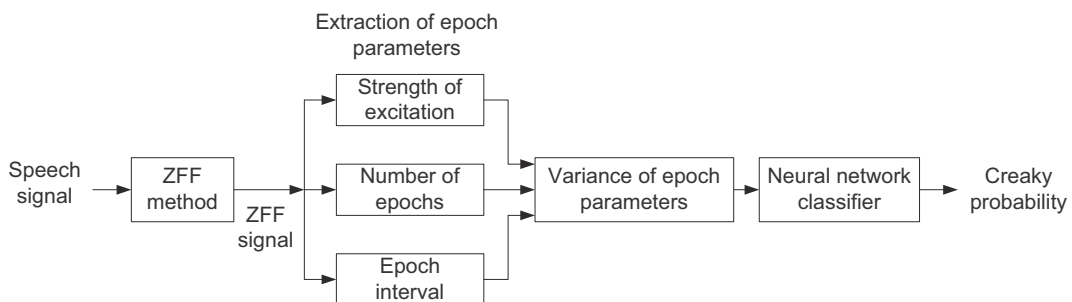 Extraction of epoch
parameters
Strength of
excitation
Speech
signal
ZFF
method
ZFF
signal
Number of
epochs
Epoch
interval
Variance of epoch
parameters
Neural network
classifier
Creaky
probability